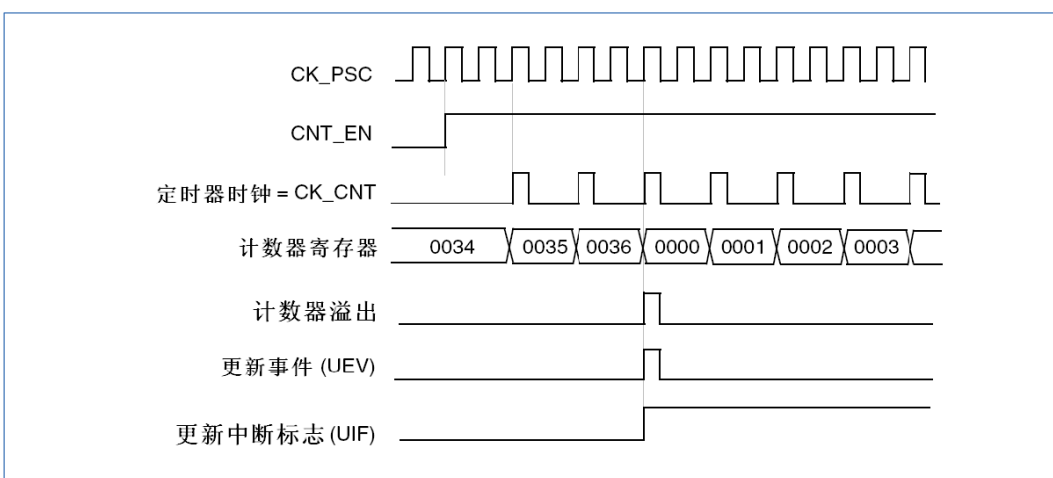 CK_PSC
CNT_EN
定时器时钟 = CK_CNT
计数器寄存器 0034 0035 0036 0000 0001 0002 0003
计数器溢出
更新事件 (UEV)
更新中断标志 (UIF)